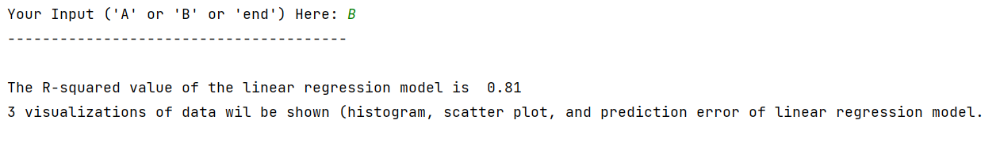 Your Input ('A' or 'B' or 'end') Here: B
---------------------------------------
The R-squared value of the linear regression model is  0.81
3 visualizations of data wil be shown (histogram, scatter plot, and prediction error of linear regression model.